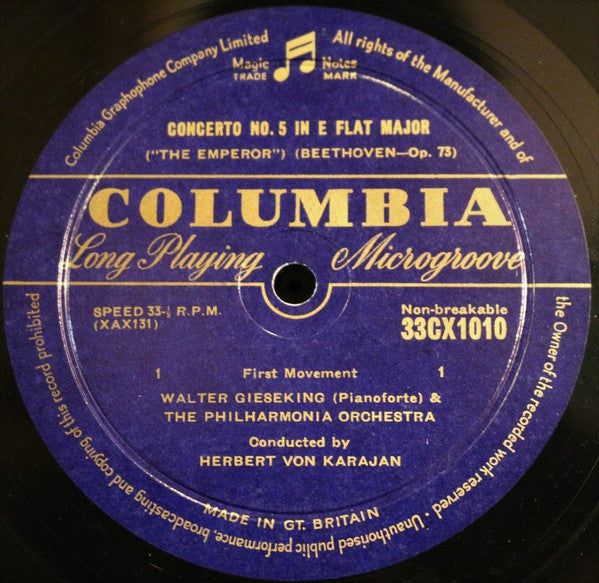 Columbia Graphophone Company Limited
All rights of the Manufacturer and of
the Owner of the recorded work reserved · Unauthorised public performance, broadcasting and copying of this record prohibited
Magic Notes
TRADE MARK
CONCERTO NO. 5 IN E FLAT MAJOR
("THE EMPEROR") (BEETHOVEN—Op. 73)
COLUMBIA
Long Playing Microgroove
SPEED 33-⅓ R.P.M. Non-breakable
(XAX131) 33CX1010
1 First Movement 1
WALTER GIESEKING (Pianoforte) &
THE PHILHARMONIA ORCHESTRA
Conducted by
HERBERT VON KARAJAN
MADE IN GT. BRITAIN